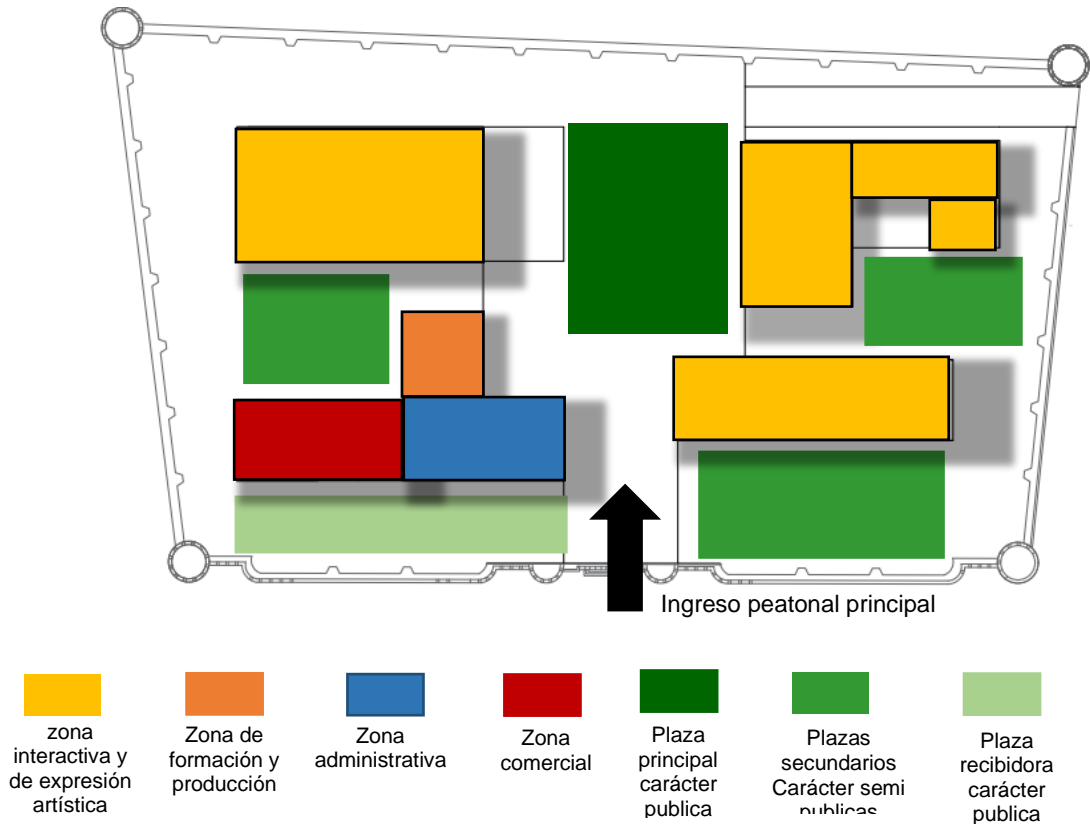 Ingreso peatonal principal
zona
interactiva y
de expresión
artística
Zona de
formación y
producción
Zona
administrativa
Zona
comercial
Plaza
principal
carácter
publica
Plazas
secundarios
Carácter semi
publicas
Plaza
recibidora
carácter
publica